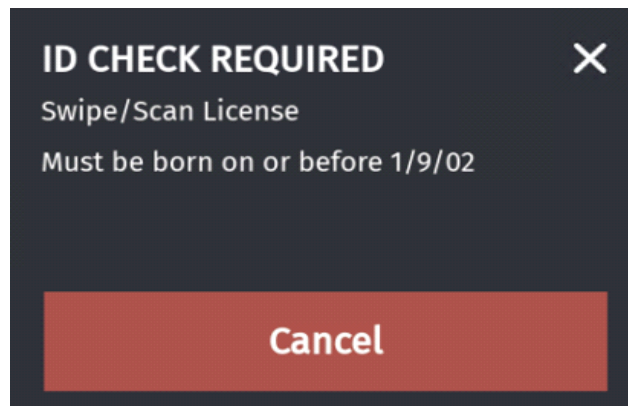 ID CHECK REQUIRED
Swipe/Scan License
Must be born on or before 1/9/02
Cancel